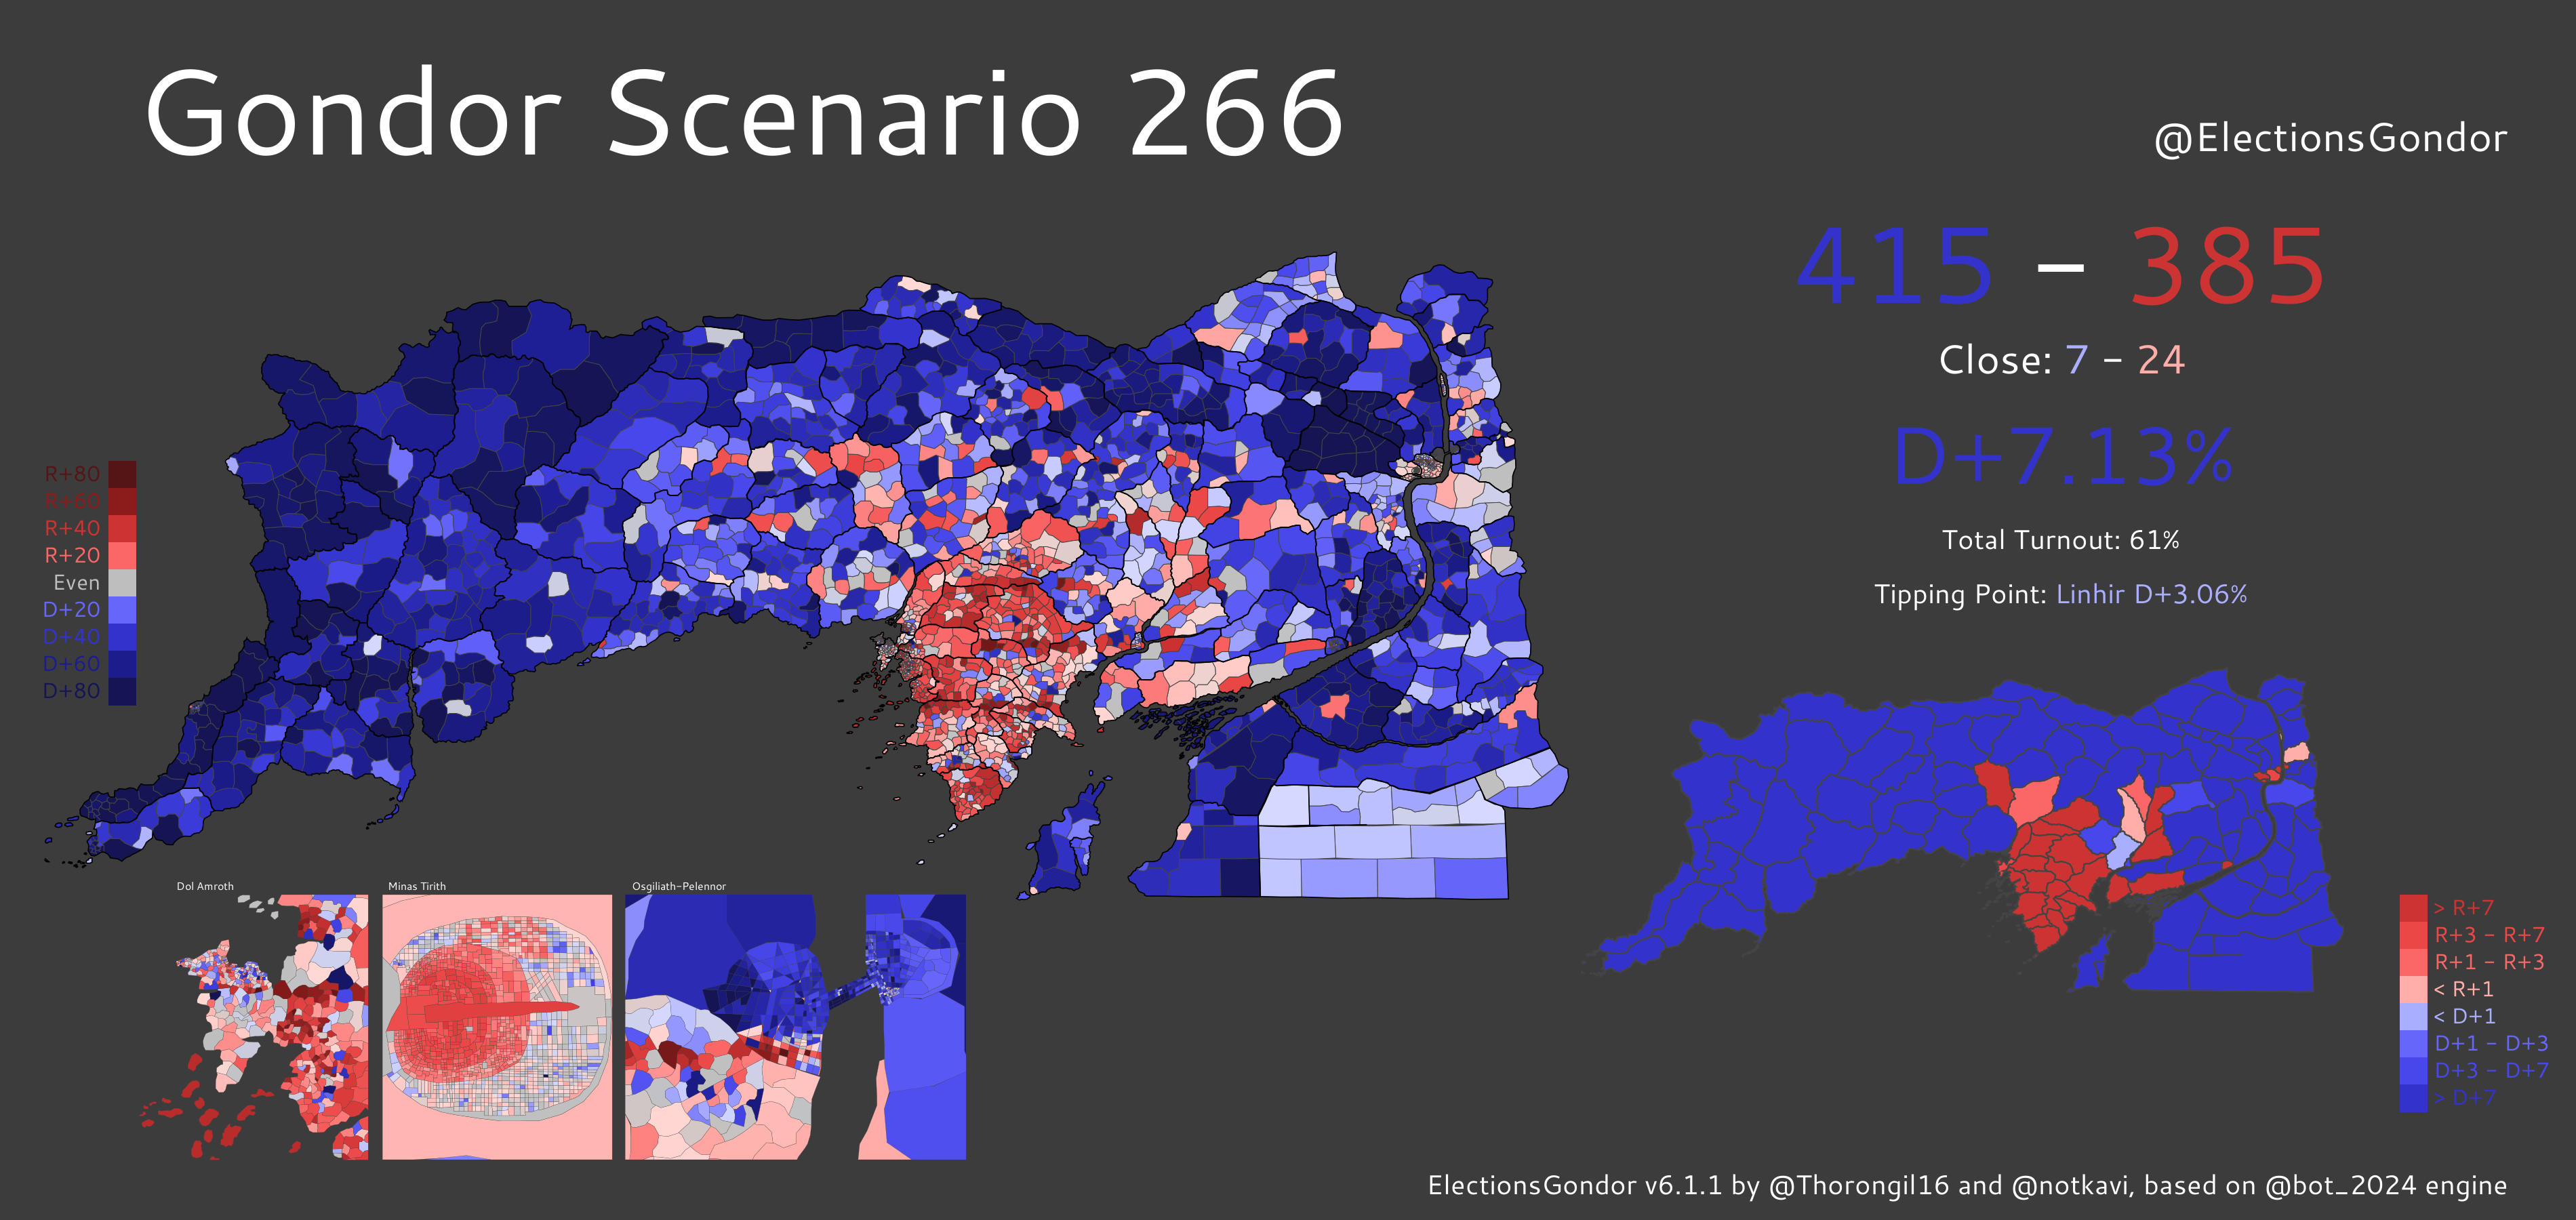 Gondor Scenario 266
@ElectionsGondor
415 – 385
Close: 7 – 24
D+7.13%
Total Turnout: 61%
Tipping Point: Linhir D+3.06%
R+80
R+60
R+40
R+20
Even
D+20
D+40
D+60
D+80
Dol Amroth
Minas Tirith
Osgiliath-Pelennor
> R+7
R+3 – R+7
R+1 – R+3
< R+1
< D+1
D+1 – D+3
D+3 – D+7
> D+7
ElectionsGondor v6.1.1 by @Thorongil16 and @notkavi, based on @bot_2024 engine